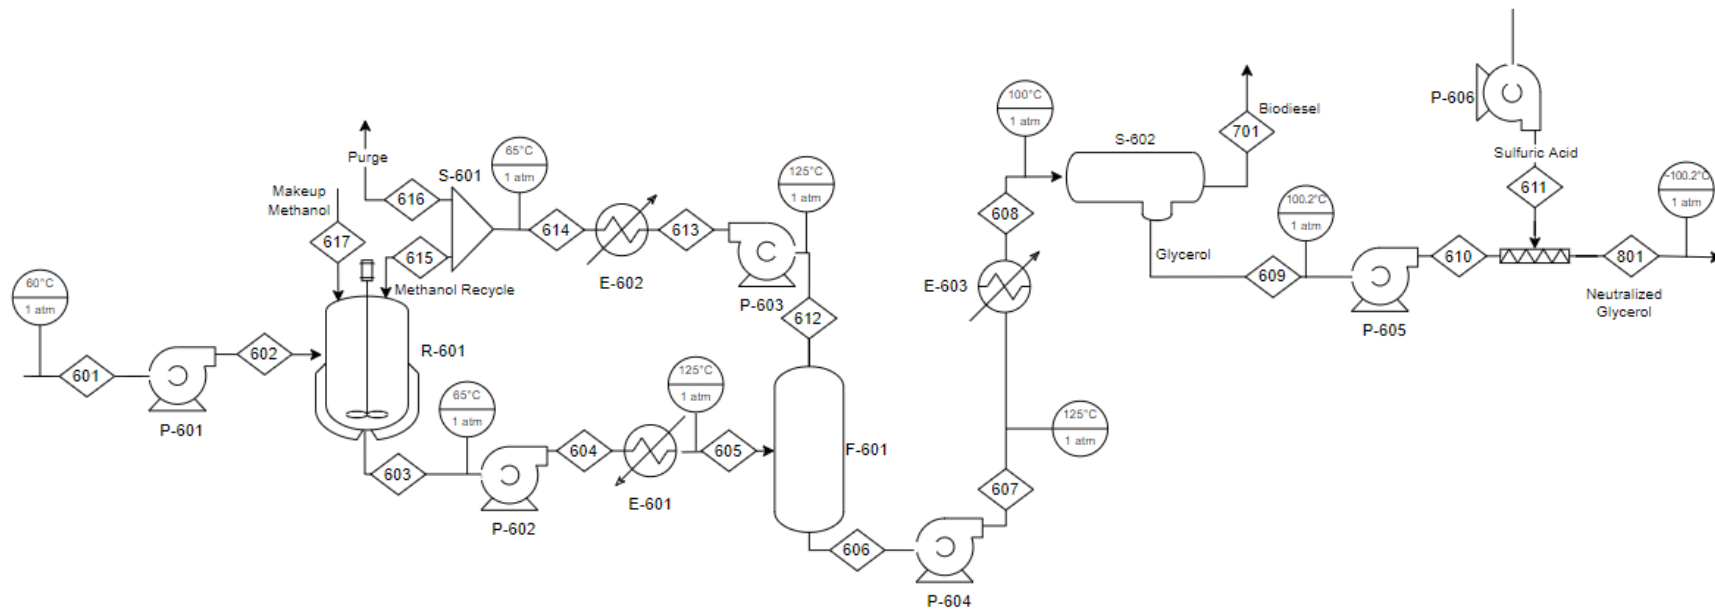 60°C
1 atm
601
P-601
602
Makeup
Methanol
617
Purge
616
615
Methanol Recycle
R-601
S-601
65°C
1 atm
614
E-602
613
P-603
125°C
1 atm
612
603
65°C
1 atm
P-602
604
E-601
125°C
1 atm
605
F-601
606
P-604
607
125°C
1 atm
E-603
608
100°C
1 atm
S-602
701
Biodiesel
Glycerol
609
100.2°C
1 atm
P-605
610
P-606
Sulfuric Acid
611
801
~100.2°C
1 atm
Neutralized
Glycerol